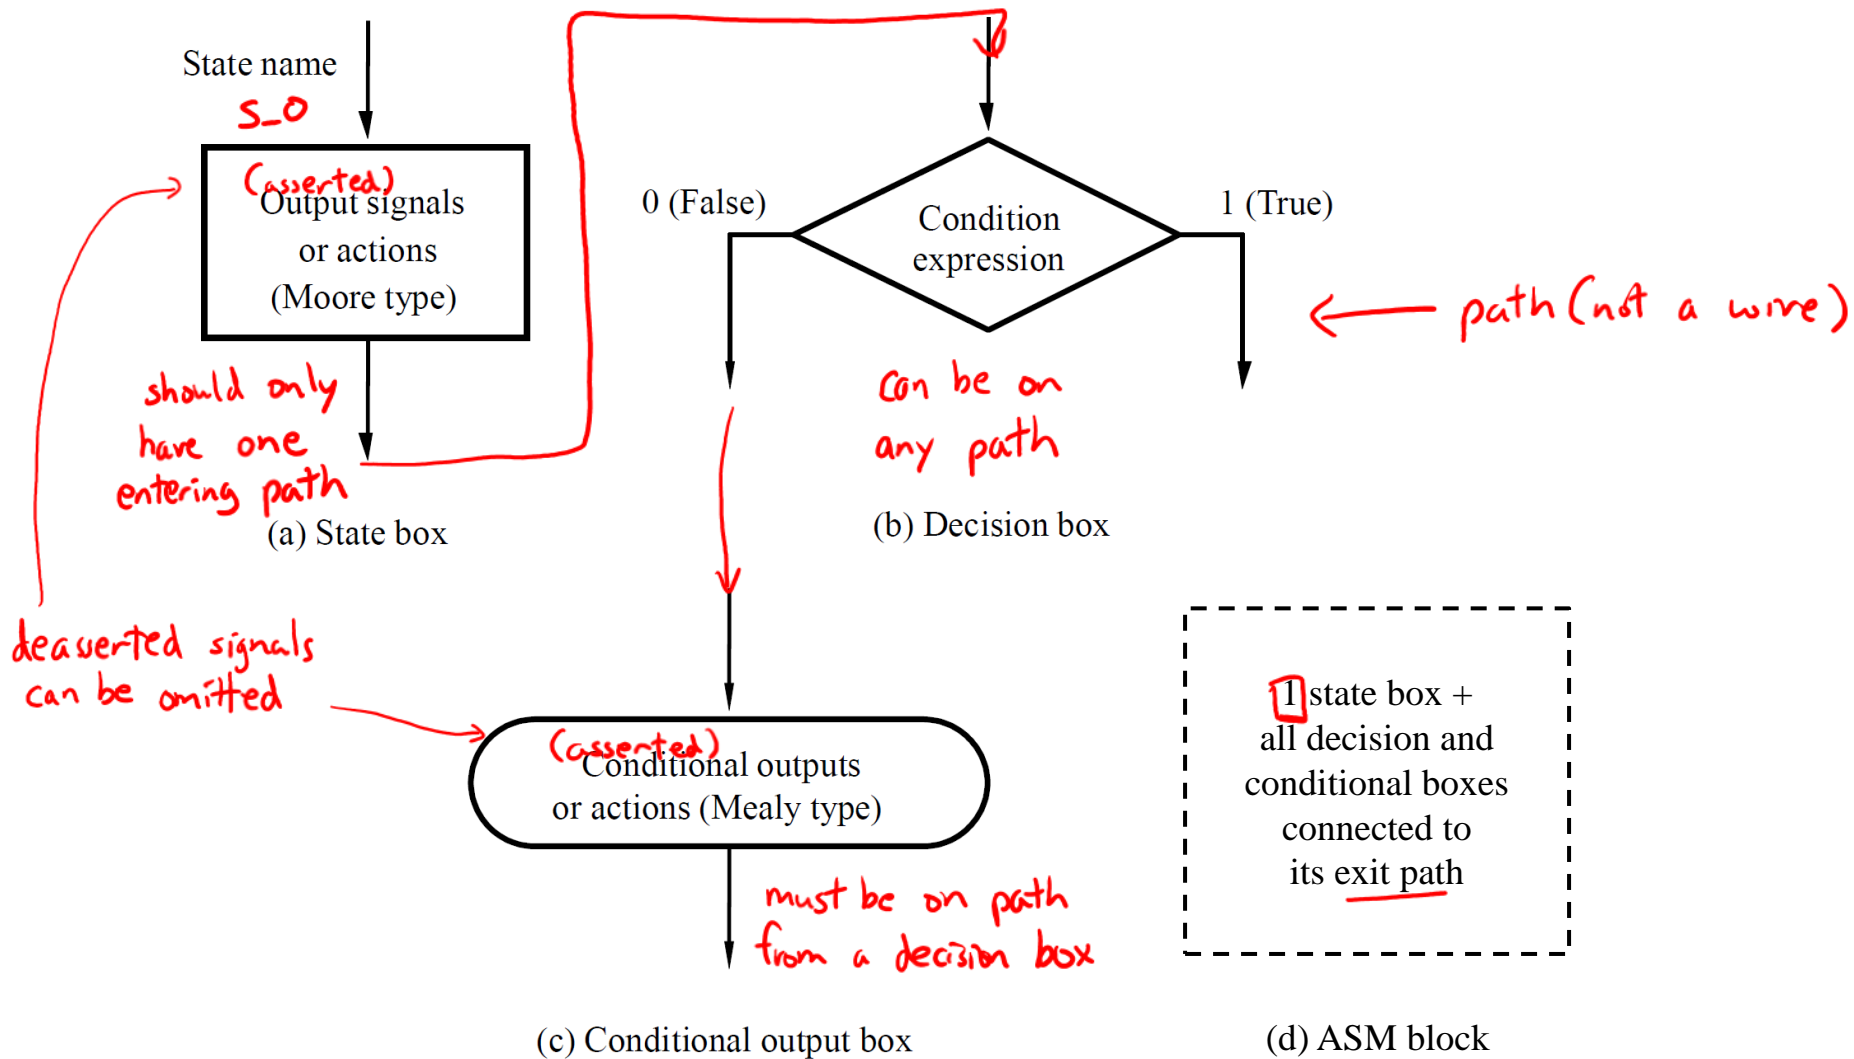 State name
S_0
(asserted)
Output signals
or actions
(Moore type)
should only
have one
entering path
(a) State box
0 (False)
Condition
expression
1 (True)
path (not a wire)
can be on
any path
(b) Decision box
deasserted signals
can be omitted
(asserted)
Conditional outputs
or actions (Mealy type)
must be on path
from a decision box
(c) Conditional output box
1 state box +
all decision and
conditional boxes
connected to
its exit path
(d) ASM block